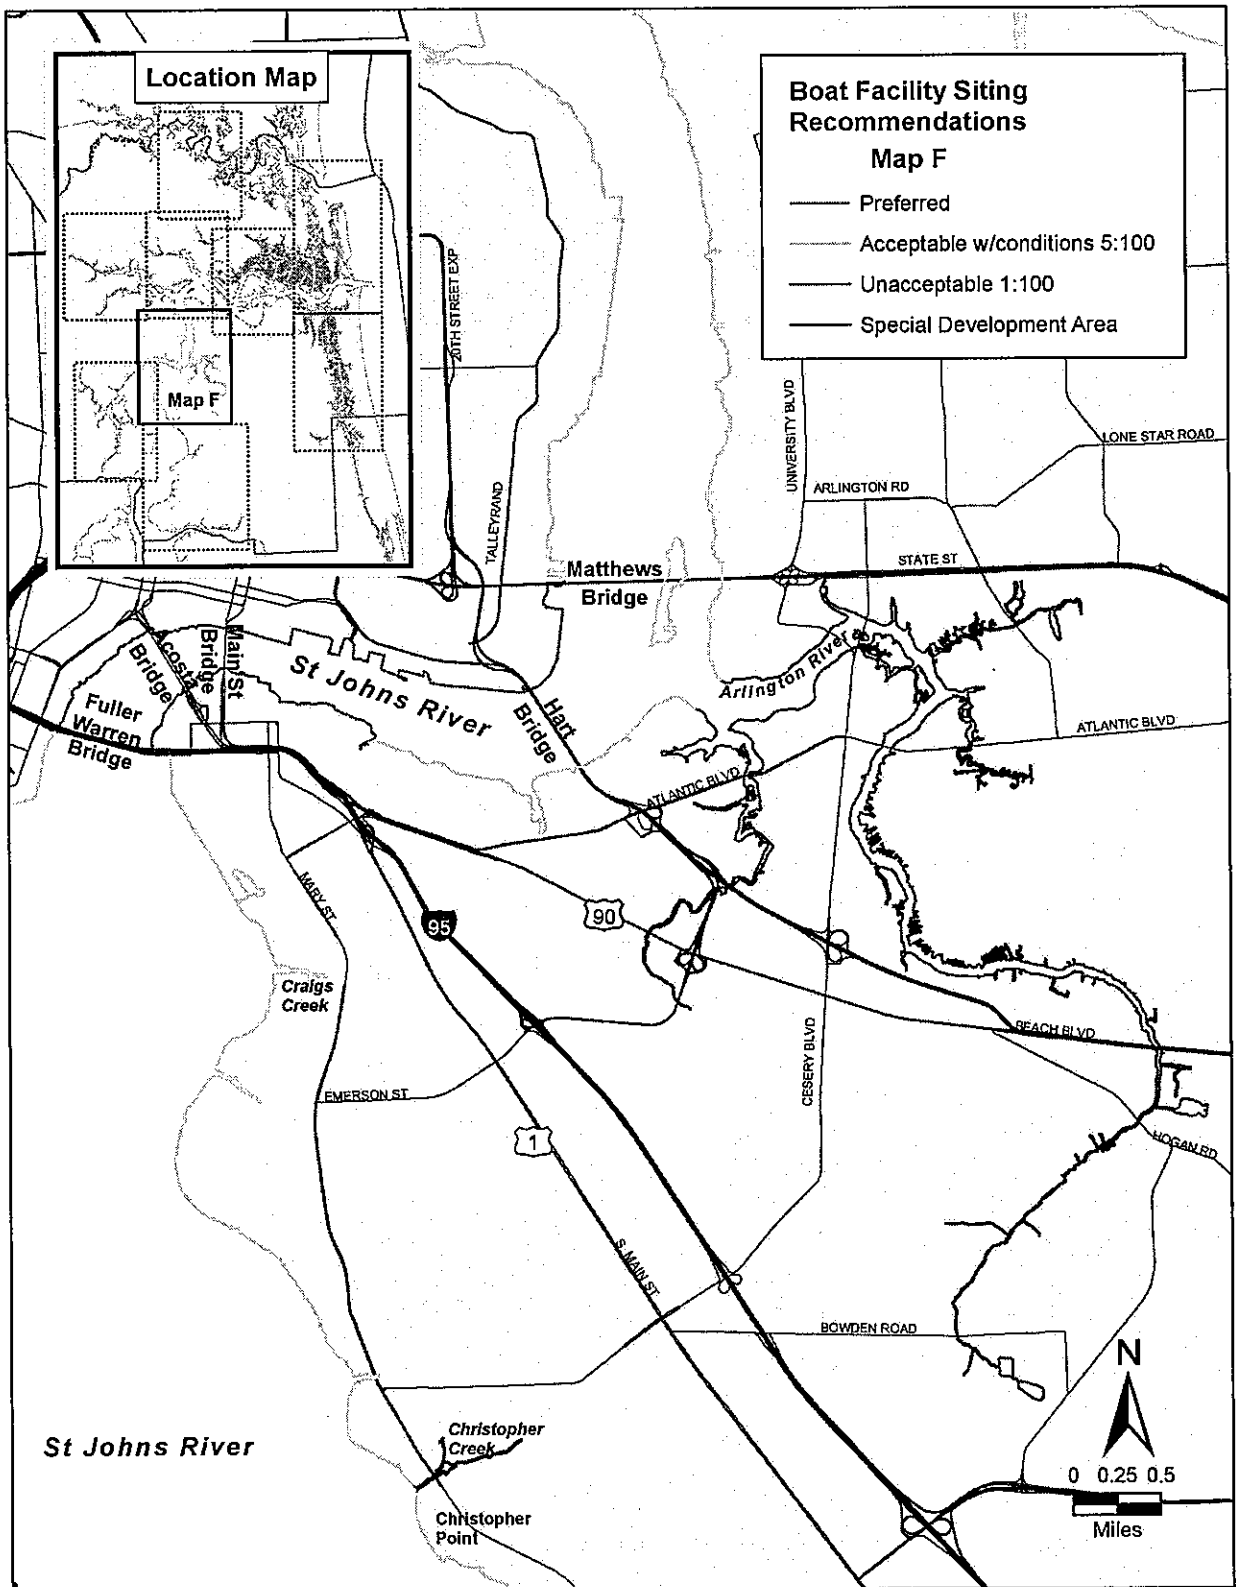 Location Map
Map F
Boat Facility Siting
Recommendations
Map F
Preferred
Acceptable w/conditions 5:100
Unacceptable 1:100
Special Development Area
20TH STREET EXP
TALLEYRAND
UNIVERSITY BLVD
LONE STAR ROAD
ARLINGTON RD
STATE ST
Matthews
Bridge
Acosta
Bridge
Main St
Bridge
St Johns River
Arlington River
Fuller
Warren
Bridge
Hart
Bridge
ATLANTIC BLVD
ATLANTIC BLVD
MARY ST
95
90
Craigs
Creek
CESERY BLVD
BEACH BLVD
EMERSON ST
1
HOGAN RD
S. MAIN ST
BOWDEN ROAD
N
St Johns River
Christopher
Creek
0 0.25 0.5
Miles
Christopher
Point